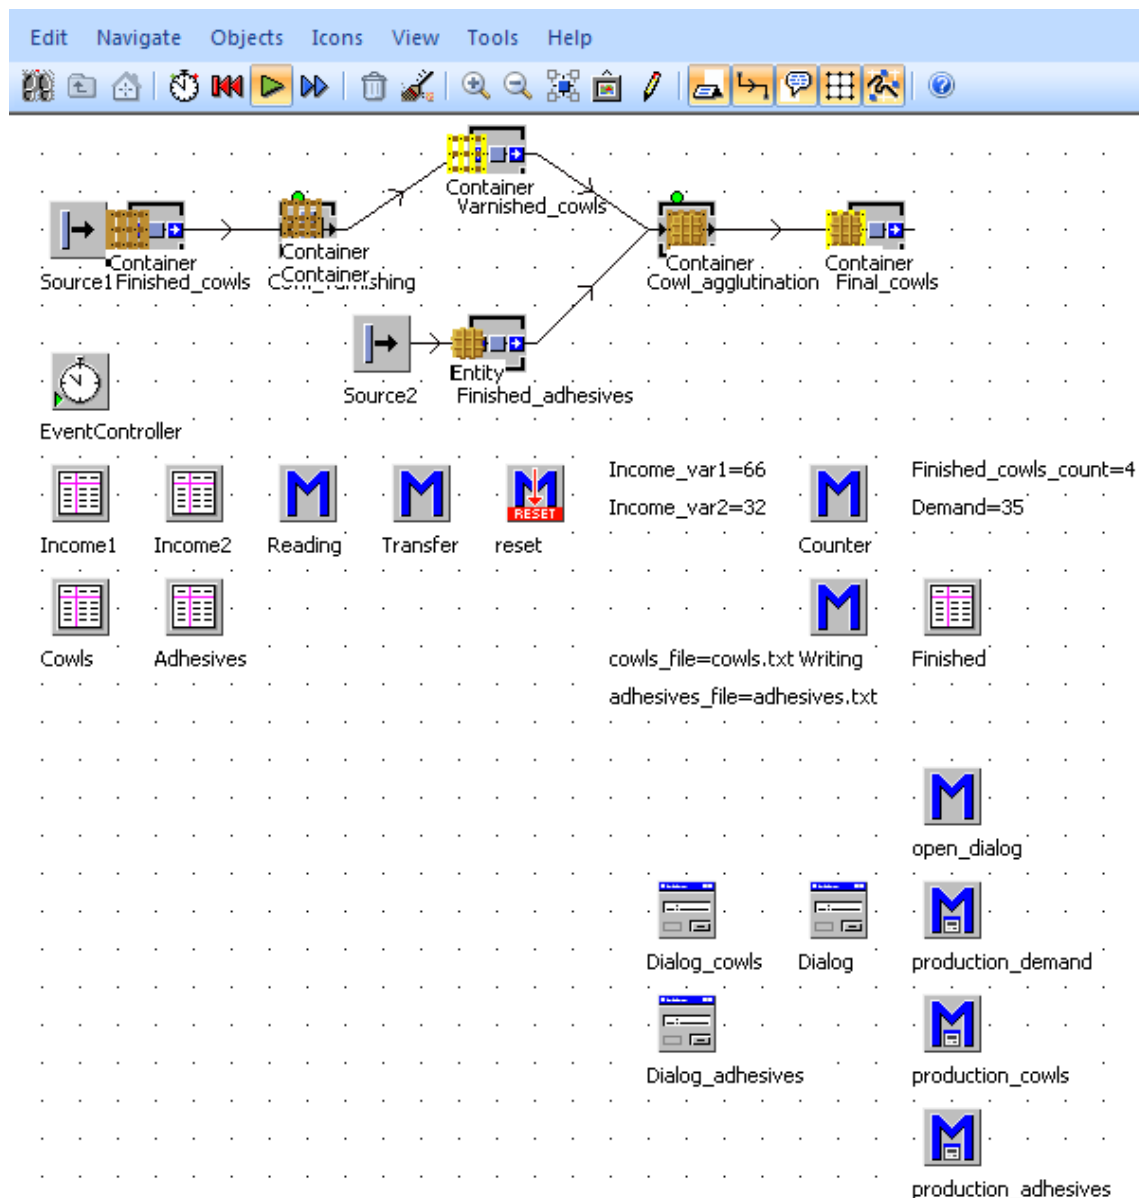 Edit Navigate Objects Icons View Tools Help
Container
Varnished_cowls
Container
Source1 Finished_cowls
Container
Container
Container
Cowl_agglutination
Container
Final_cowls
Entity
Source2 Finished_adhesives
EventController
Income_var1=66 Finished_cowls_count=4
Income_var2=32 Demand=35
RESET
Income1 Income2 Reading Transfer reset Counter
Cowls Adhesives cowls_file=cowls.txt Writing Finished
adhesives_file=adhesives.txt
open_dialog
Dialog_cowls Dialog production_demand
Dialog_adhesives production_cowls
production_adhesives